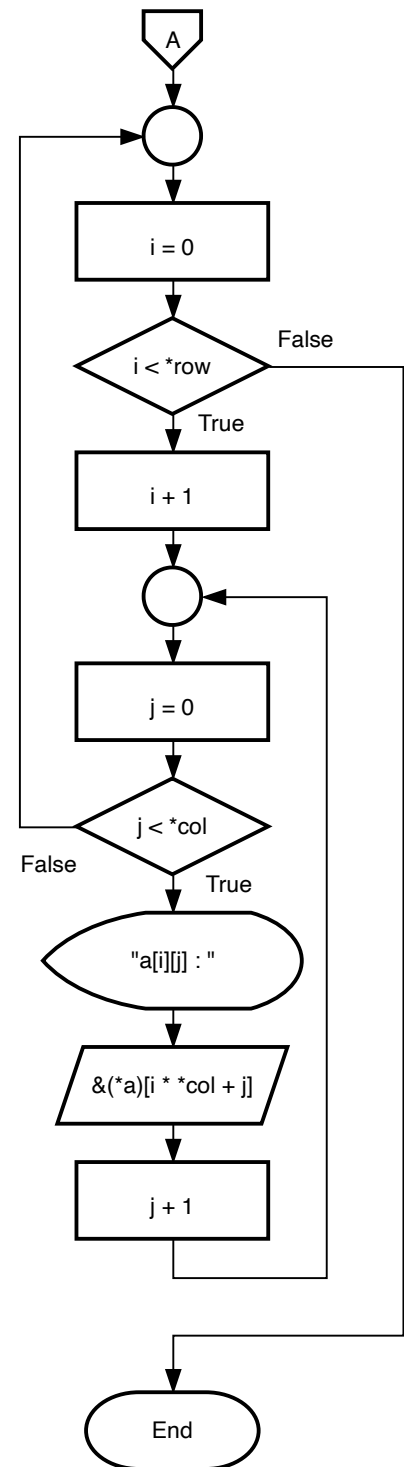 A
i = 0
i < *row
False
True
i + 1
j = 0
j < *col
False
True
"a[i][j] : "
&(*a)[i * *col + j]
j + 1
End